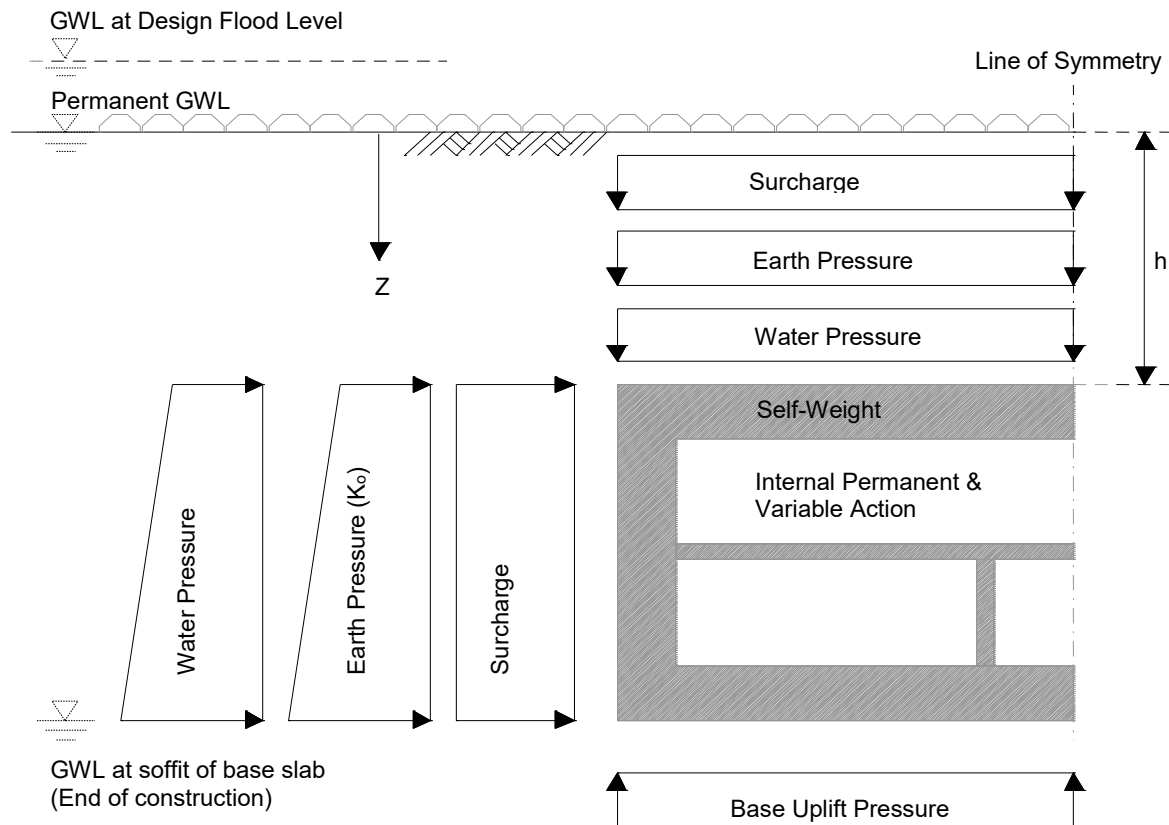 GWL at Design Flood Level
Line of Symmetry
Permanent GWL
Surcharge
Earth Pressure
h
Z
Water Pressure
Self-Weight
Internal Permanent &
Variable Action
Water Pressure
Earth Pressure (Ko)
Surcharge
GWL at soffit of base slab
(End of construction)
Base Uplift Pressure